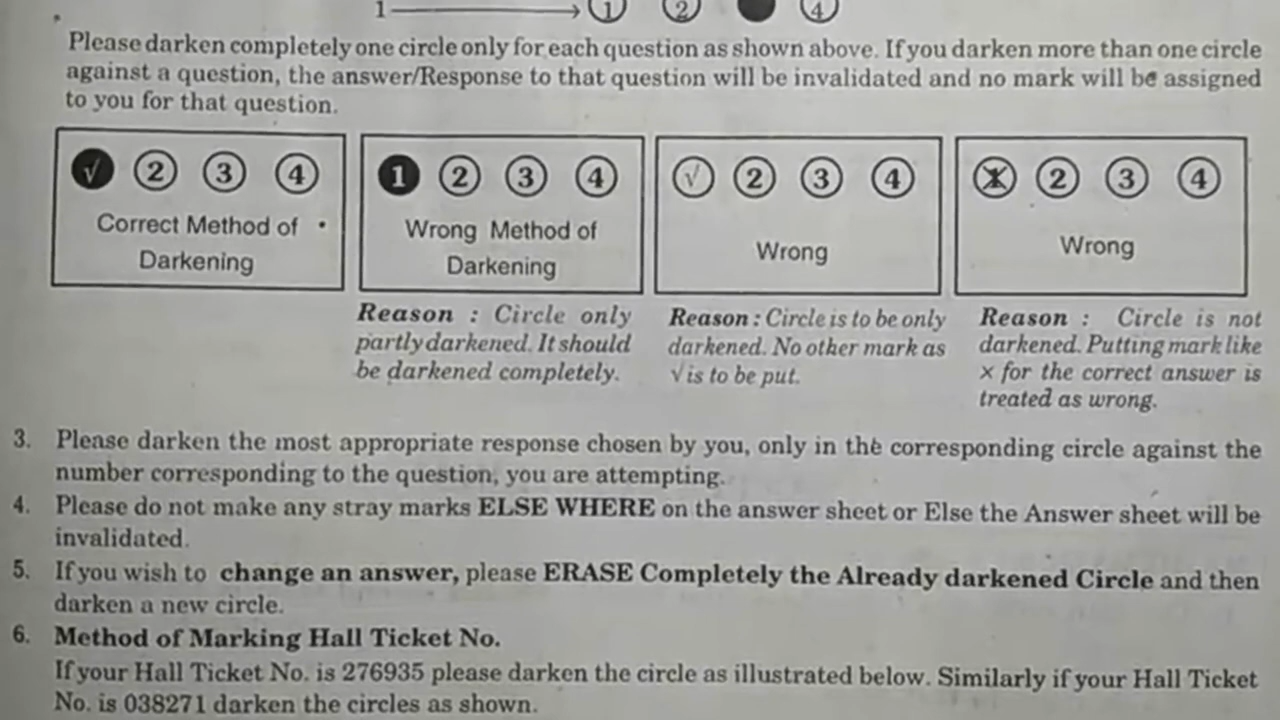 1 ① ② ④
Please darken completely one circle only for each question as shown above. If you darken more than one circle
against a question, the answer/Response to that question will be invalidated and no mark will be assigned
to you for that question.
√ ② ③ ④
Correct Method of
Darkening
❶ ② ③ ④
Wrong Method of
Darkening
Reason : Circle only
partly darkened. It should
be darkened completely.
√ ② ③ ④
Wrong
Reason : Circle is to be only
darkened. No other mark as
√ is to be put.
① ② ③ ④
Wrong
Reason : Circle is not
darkened. Putting mark like
× for the correct answer is
treated as wrong.
3. Please darken the most appropriate response chosen by you, only in the corresponding circle against the
number corresponding to the question, you are attempting.
4. Please do not make any stray marks ELSE WHERE on the answer sheet or Else the Answer sheet will be
invalidated.
5. If you wish to change an answer, please ERASE Completely the Already darkened Circle and then
darken a new circle.
6. Method of Marking Hall Ticket No.
If your Hall Ticket No. is 276935 please darken the circle as illustrated below. Similarly if your Hall Ticket
No. is 038271 darken the circles as shown.